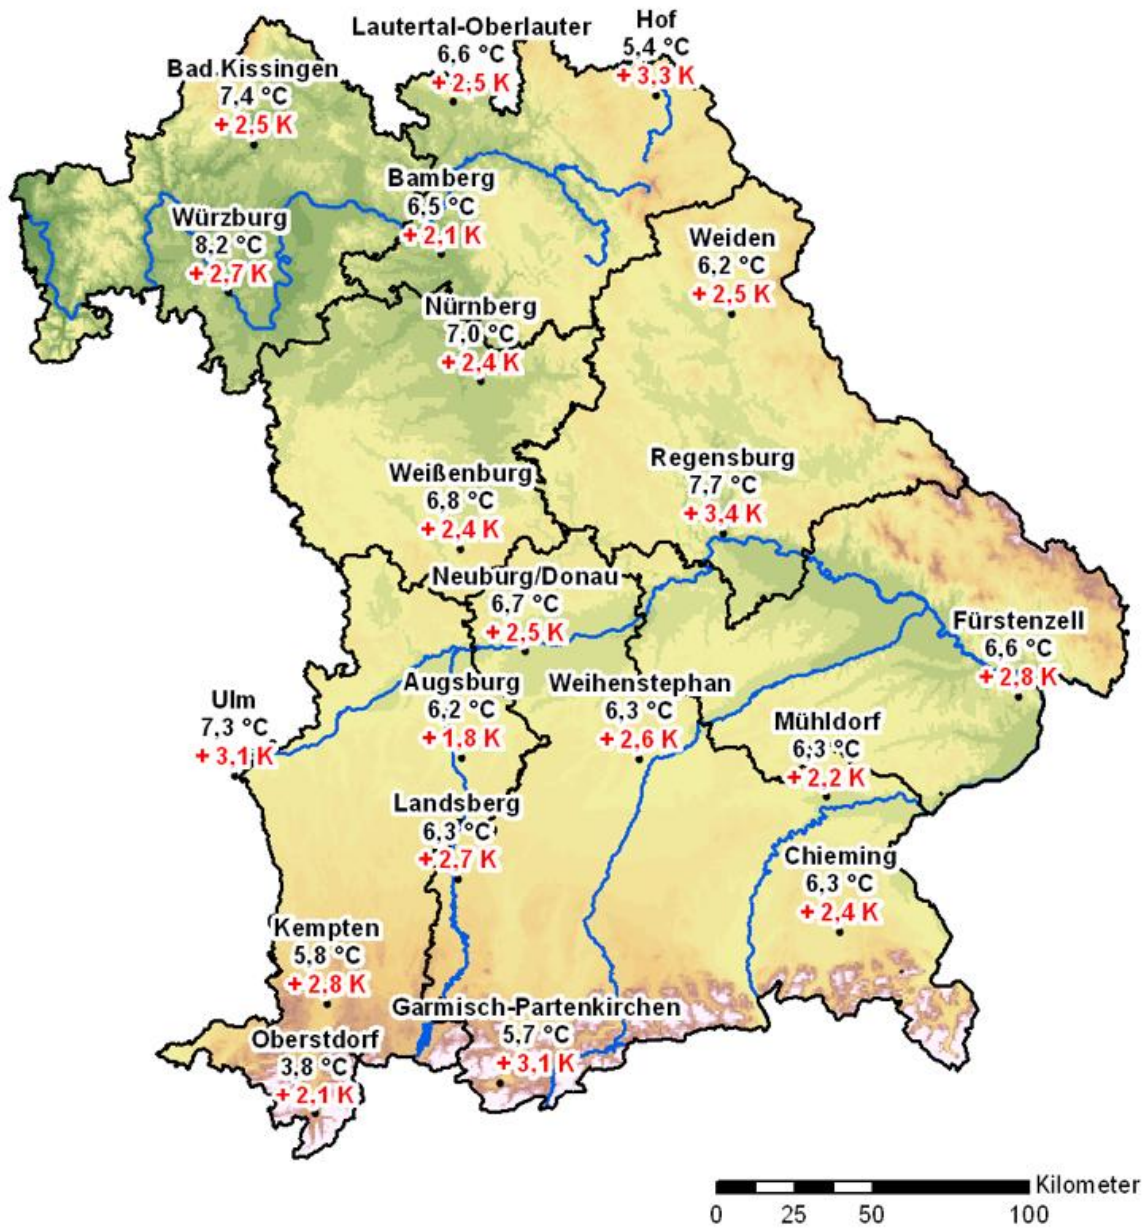 Lautertal-Oberlauter
6,6 °C
+ 2,5 K
Hof
5,4 °C
+ 3,3 K
Bad Kissingen
7,4 °C
+ 2,5 K
Bamberg
6,5 °C
+ 2,1 K
Würzburg
8,2 °C
+ 2,7 K
Weiden
6,2 °C
+ 2,5 K
Nürnberg
7,0 °C
+ 2,4 K
Weißenburg
6,8 °C
+ 2,4 K
Regensburg
7,7 °C
+ 3,4 K
Neuburg/Donau
6,7 °C
+ 2,5 K
Fürstenzell
6,6 °C
+ 2,8 K
Ulm
7,3 °C
+ 3,1 K
Augsburg
6,2 °C
+ 1,8 K
Weihenstephan
6,3 °C
+ 2,6 K
Mühldorf
6,3 °C
+ 2,2 K
Landsberg
6,3 °C
+ 2,7 K
Chieming
6,3 °C
+ 2,4 K
Kempten
5,8 °C
+ 2,8 K
Garmisch-Partenkirchen
5,7 °C
+ 3,1 K
Oberstdorf
3,8 °C
+ 2,1 K
Kilometer
0 25 50 100